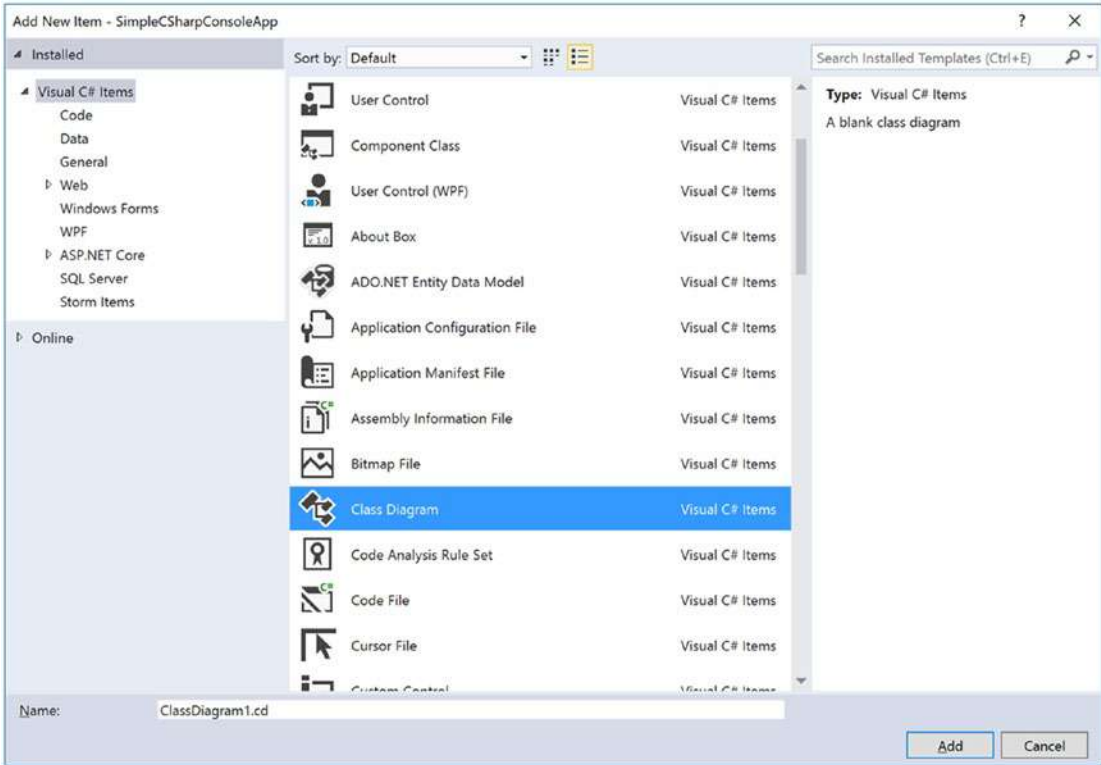 Add New Item - SimpleCSharpConsoleApp
Installed
Sort by: Default
Search Installed Templates (Ctrl+E)
Visual C# Items
Code
Data
General
Web
Windows Forms
WPF
ASP.NET Core
SQL Server
Storm Items
Online
User Control Visual C# Items
Component Class Visual C# Items
User Control (WPF) Visual C# Items
About Box Visual C# Items
ADO.NET Entity Data Model Visual C# Items
Application Configuration File Visual C# Items
Application Manifest File Visual C# Items
Assembly Information File Visual C# Items
Bitmap File Visual C# Items
Class Diagram Visual C# Items
Code Analysis Rule Set Visual C# Items
Code File Visual C# Items
Cursor File Visual C# Items
Custom Control Visual C# Items
Type: Visual C# Items
A blank class diagram
Name: ClassDiagram1.cd
Add Cancel